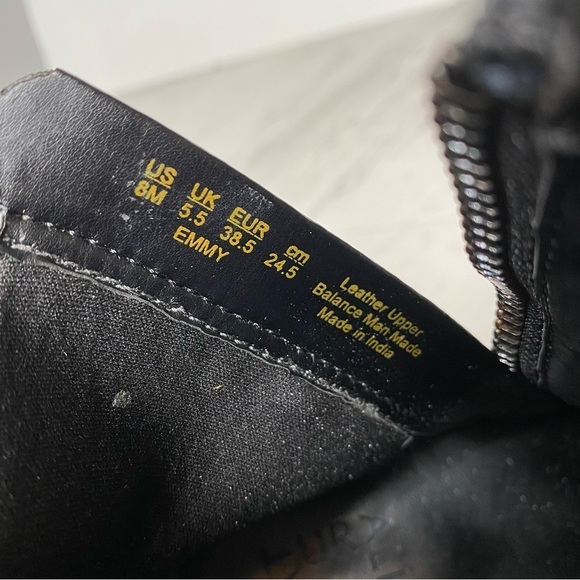 US UK EUR cm
8M 5.5 38.5 24.5
EMMY
Leather Upper
Balance Man Made
Made in India